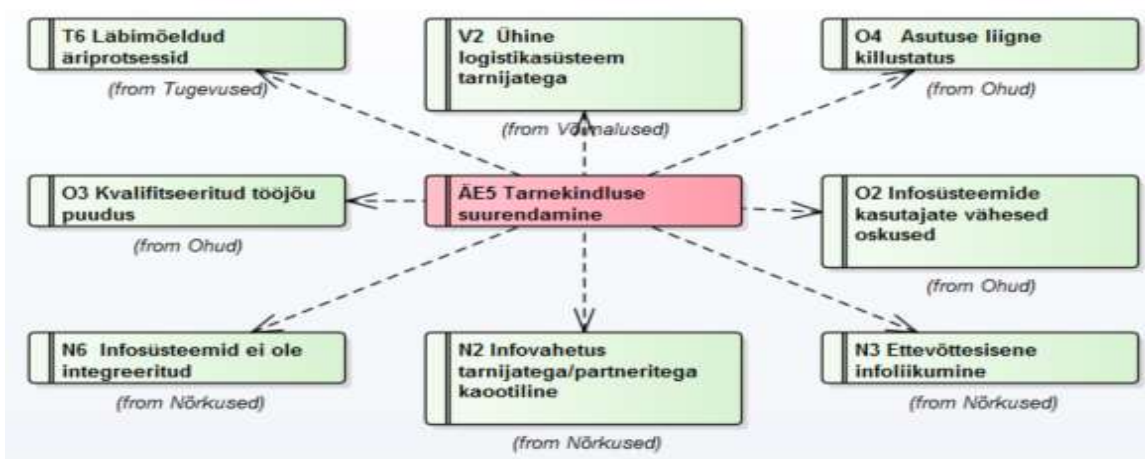 T6 Läbimõeldud
äriprotsessid
(from Tugevused)
V2 Ühine
logistikasüsteem
tarnijatega
(from Võimalused)
O4 Asutuse liigne
killustatus
(from Ohud)
O3 Kvalifitseeritud tööjõu
puudus
(from Ohud)
ÄE5 Tarnekindluse
suurendamine
O2 Infosüsteemide
kasutajate vähesed
oskused
(from Ohud)
N6 Infosüsteemid ei ole
integreeritud
(from Nõrkused)
N2 Infovahetus
tarnijatega/partneritega
kaootiline
(from Nõrkused)
N3 Ettevõttesisene
infoliikumine
(from Nõrkused)